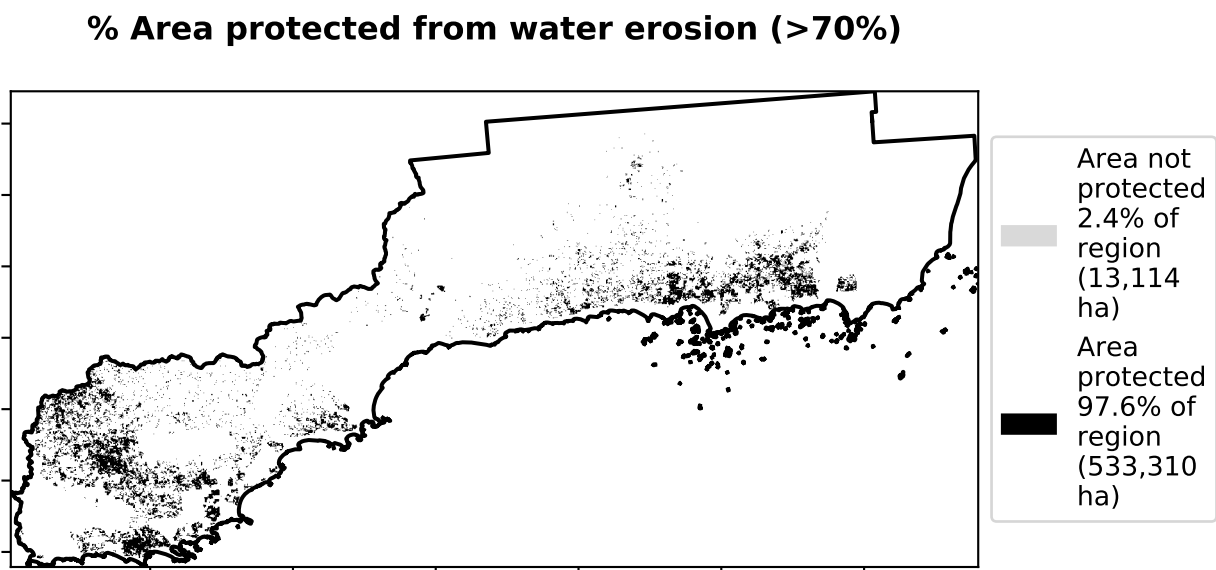 % Area protected from water erosion (>70%)
Area not
protected
2.4% of
region
(13,114
ha)
Area
protected
97.6% of
region
(533,310
ha)